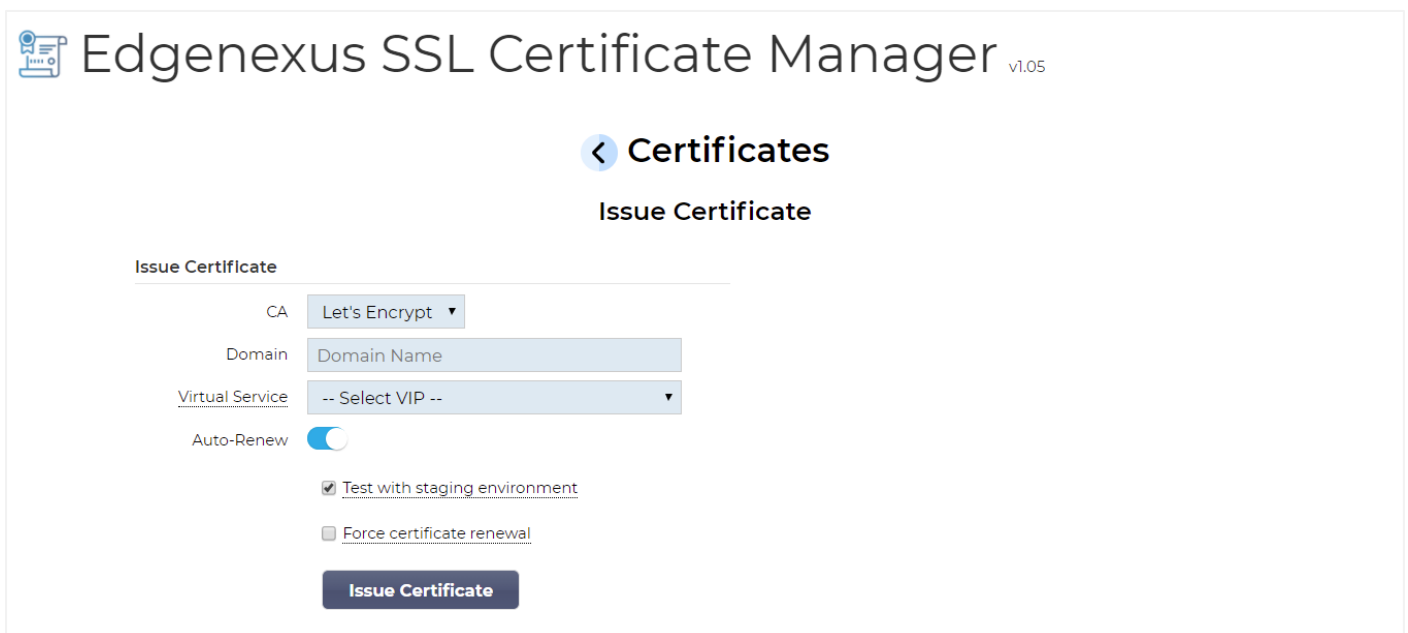 Edgenexus SSL Certificate Manager v1.05
Certificates
Issue Certificate
Issue Certificate
CA Let's Encrypt
Domain Domain Name
Virtual Service -- Select VIP --
Auto-Renew
Test with staging environment
Force certificate renewal
Issue Certificate